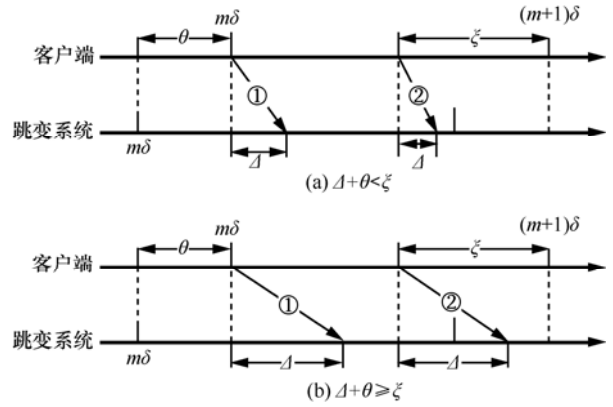 mδ (m+1)δ
θ ξ
客户端
① ②
跳变系统
mδ Δ Δ
(a) Δ+θ<ξ
mδ (m+1)δ
θ ξ
客户端
① ②
跳变系统
mδ Δ Δ
(b) Δ+θ≥ξ